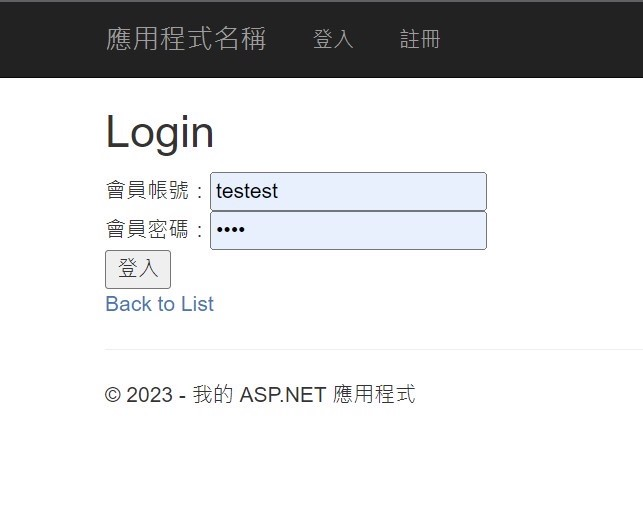 應用程式名稱 登入 註冊
Login
會員帳號：testest
會員密碼：••••
登入
Back to List
© 2023 - 我的 ASP.NET 應用程式